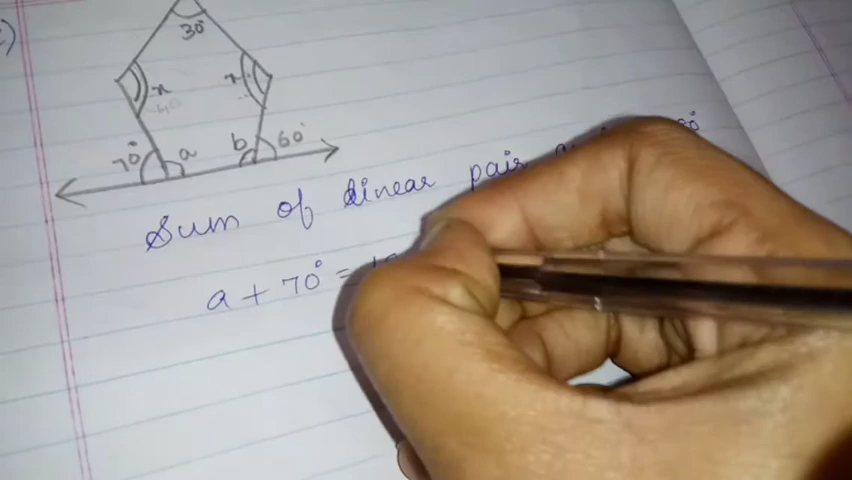 30°
x x
70° a b 60°
Sum of linear pair
a + 70° =